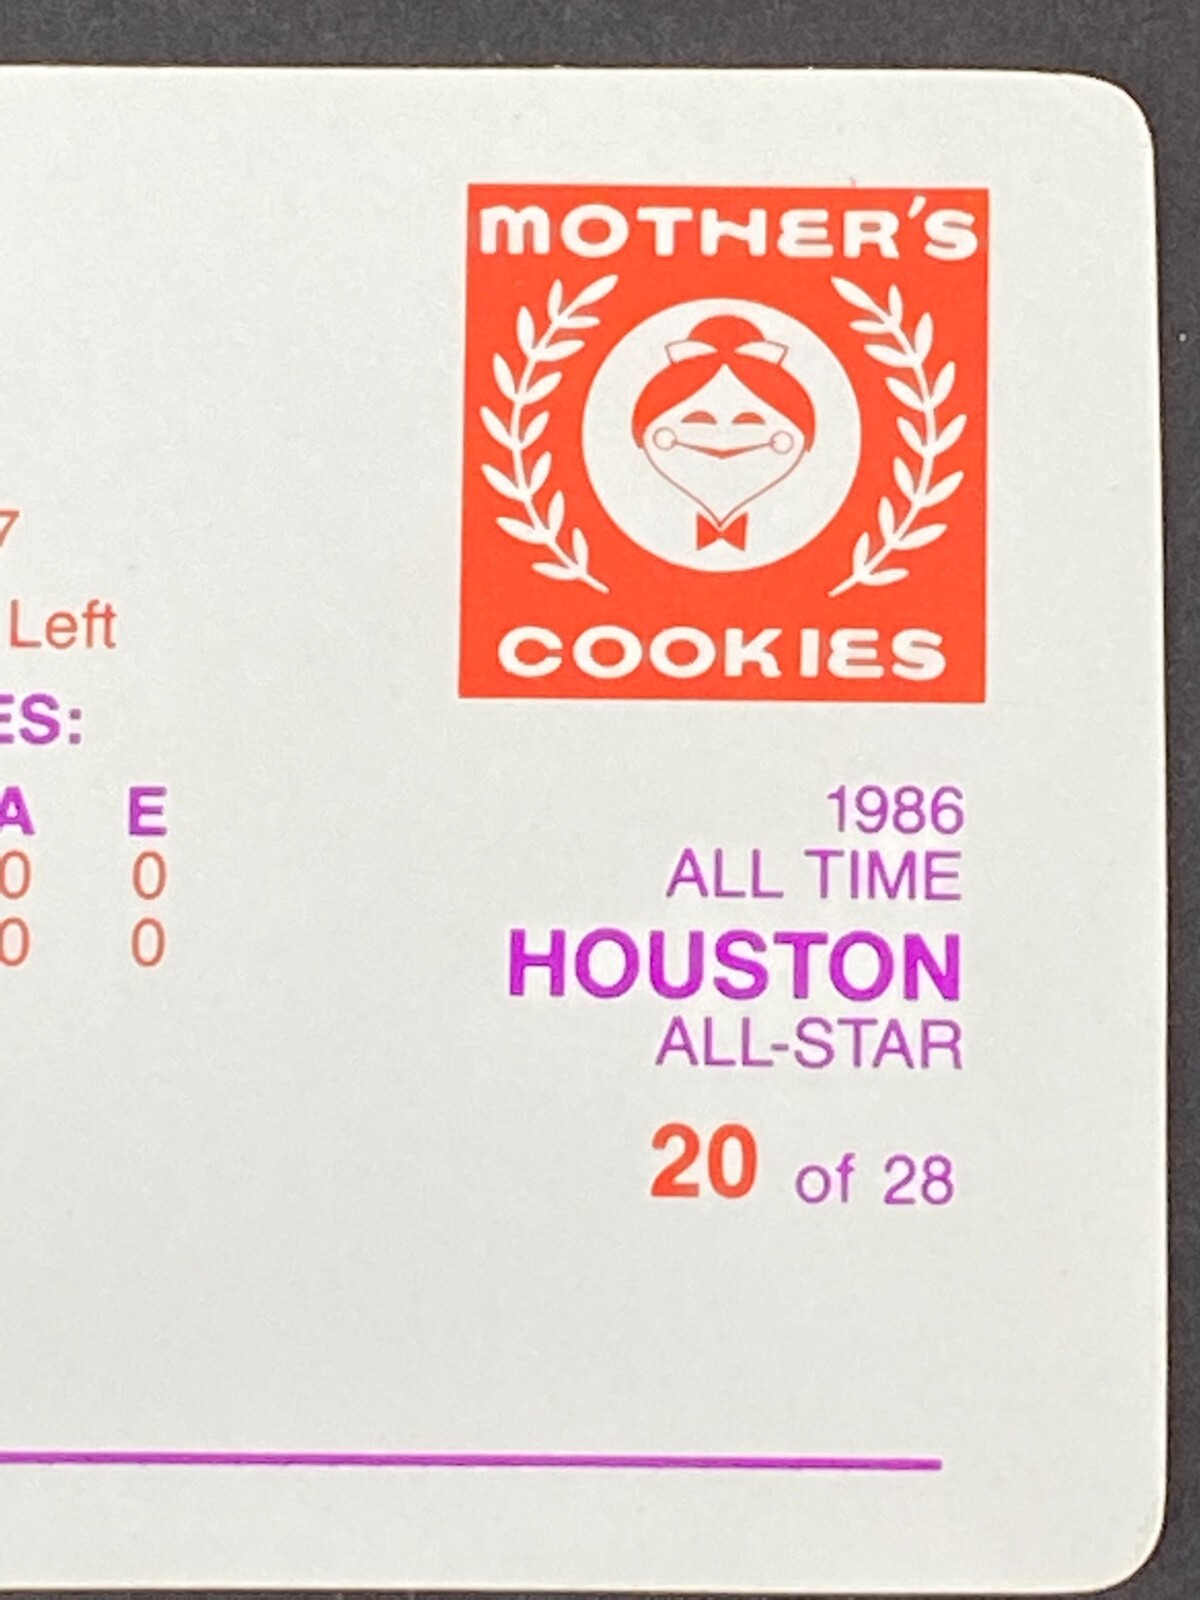 MOTHER'S
COOKIES
7
Left
ES:
A E
0 0
0 0
1986
ALL TIME
HOUSTON
ALL-STAR
20 of 28